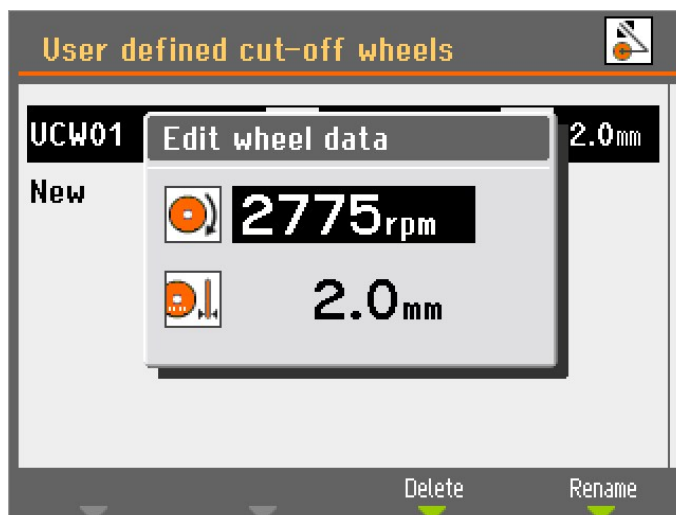 User defined cut-off wheels
UCW01 2.0mm
Edit wheel data
New
2775rpm
2.0mm
Delete Rename